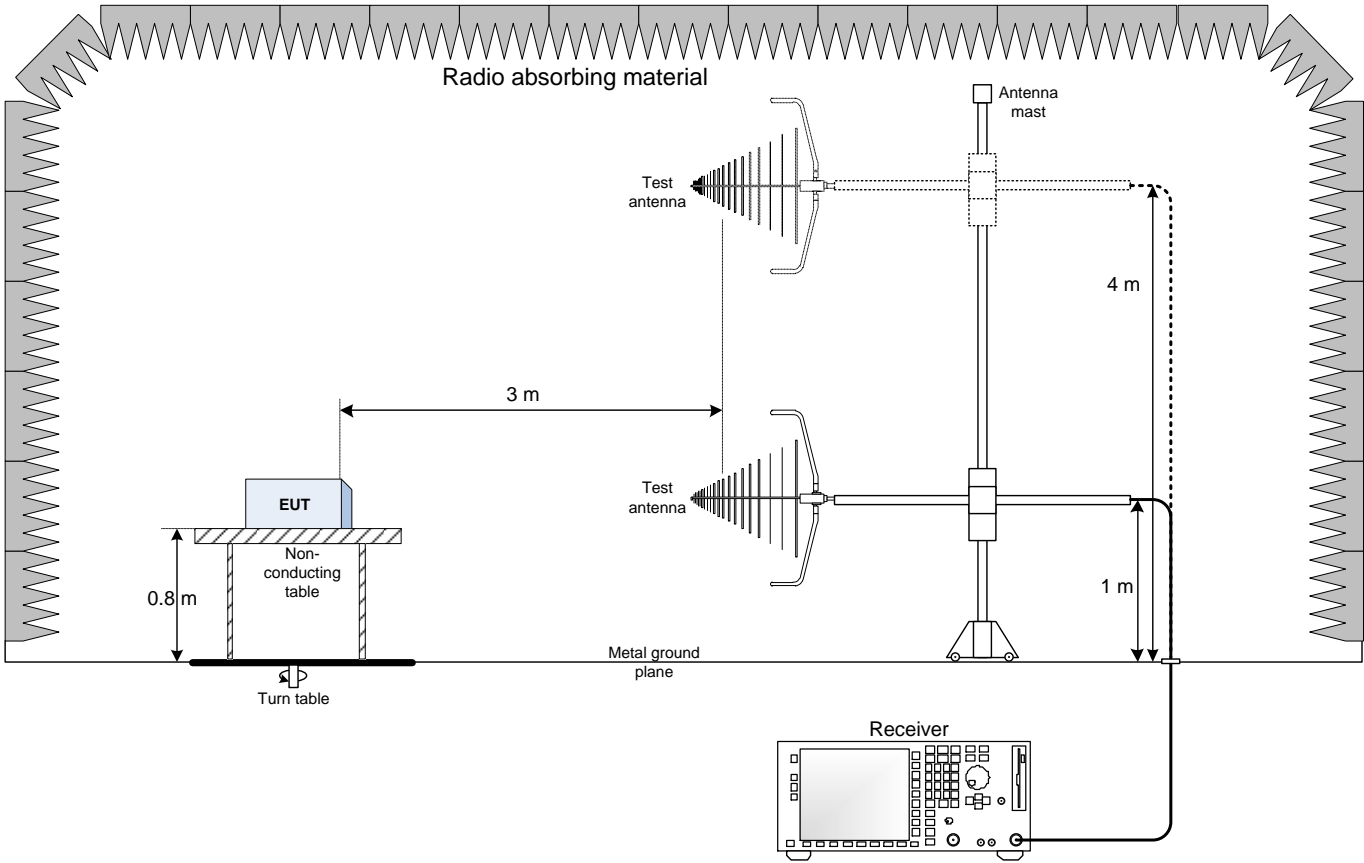 Radio absorbing material
Antenna
mast
Test
antenna
4 m
3 m
Test
antenna
EUT
Non-
conducting
table
0.8 m
1 m
Metal ground
plane
Turn table
Receiver